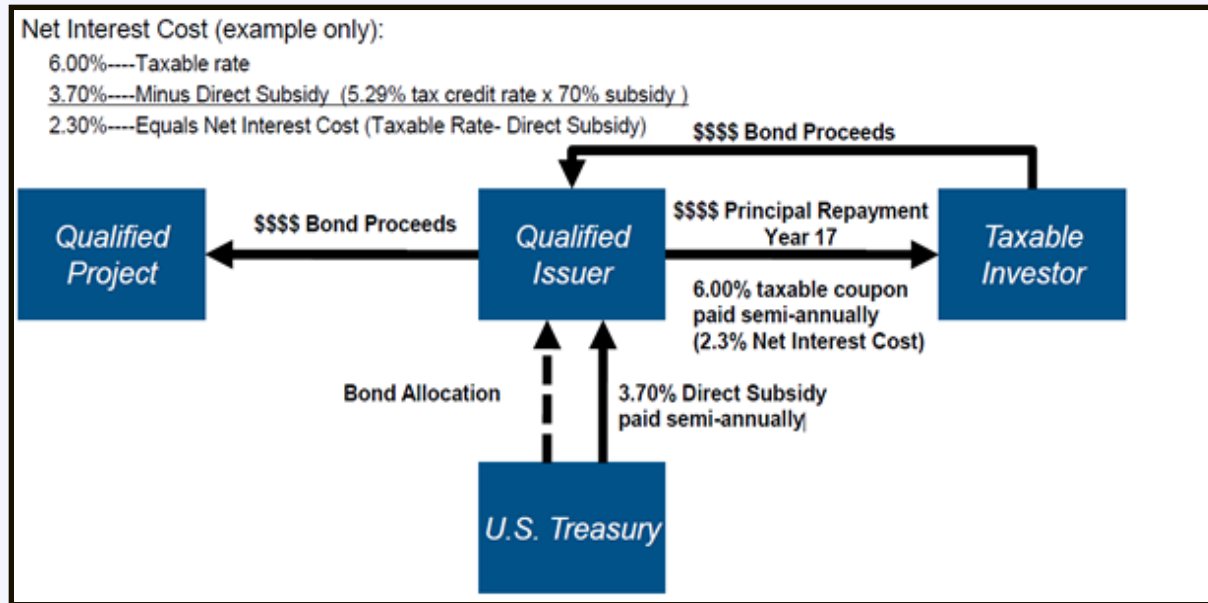 Net Interest Cost (example only):
6.00%----Taxable rate
3.70%----Minus Direct Subsidy (5.29% tax credit rate x 70% subsidy )
2.30%----Equals Net Interest Cost (Taxable Rate- Direct Subsidy)
$$$$ Bond Proceeds
Qualified
Project
$$$$ Bond Proceeds
Qualified
Issuer
$$$$ Principal Repayment
Year 17
6.00% taxable coupon
paid semi-annually
(2.3% Net Interest Cost)
Taxable
Investor
Bond Allocation
3.70% Direct Subsidy
paid semi-annually
U.S. Treasury